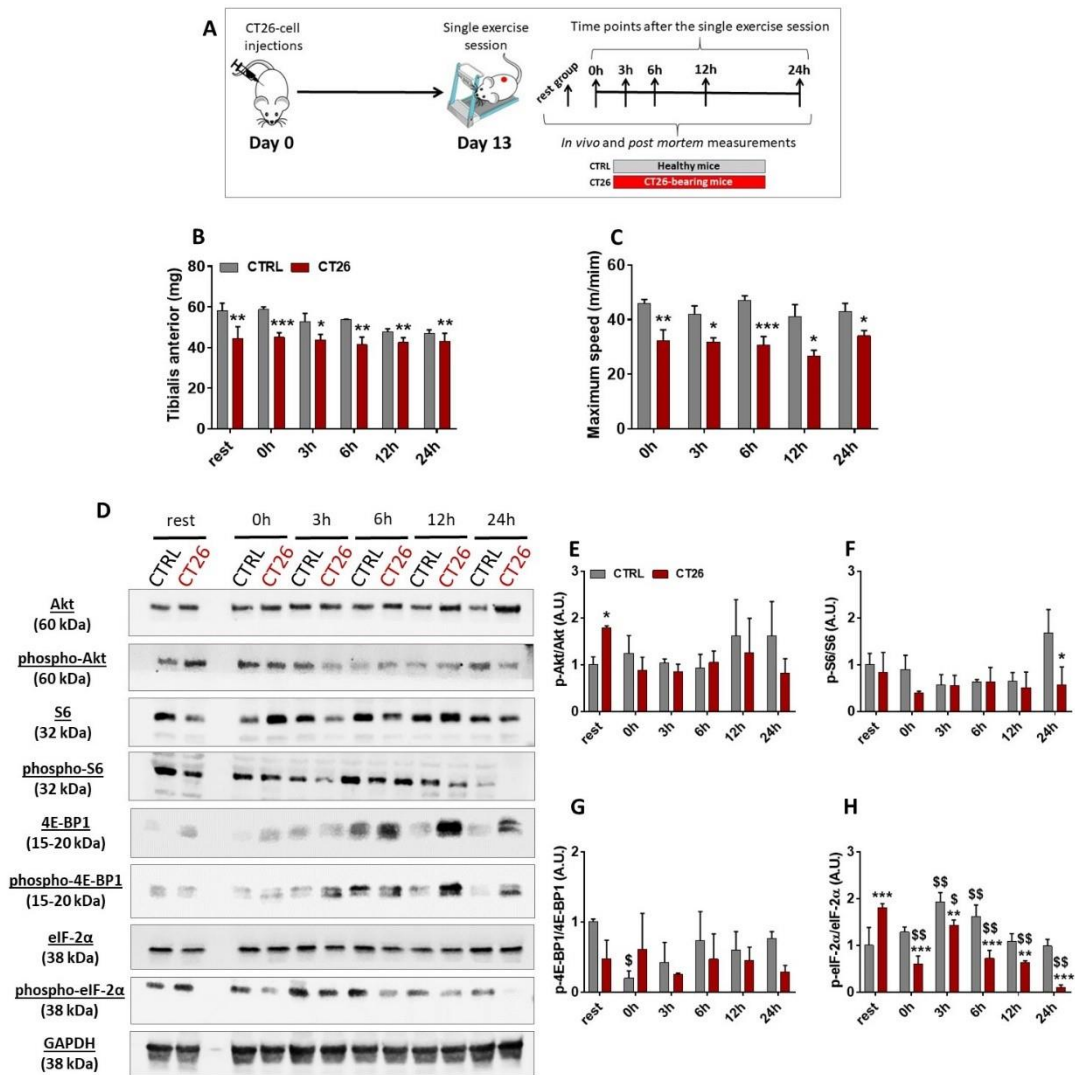 A
CT26-cell
injections
Day 0
Single exercise
session
Day 13
Time points after the single exercise session
rest group
0h 3h 6h 12h 24h
In vivo and post mortem measurements
CTRL Healthy mice
CT26 CT26-bearing mice
B
CTRL CT26
Tibialis anterior (mg)
80
60
40
20
0
** *** * ** ** **
rest 0h 3h 6h 12h 24h
C
Maximum speed (m/mim)
60
40
20
0
** * *** * *
0h 3h 6h 12h 24h
D
rest 0h 3h 6h 12h 24h
CTRL CT26 CTRL CT26 CTRL CT26 CTRL CT26 CTRL CT26 CTRL CT26
Akt
(60 kDa)
phospho-Akt
(60 kDa)
S6
(32 kDa)
phospho-S6
(32 kDa)
4E-BP1
(15-20 kDa)
phospho-4E-BP1
(15-20 kDa)
eIF-2α
(38 kDa)
phospho-eIF-2α
(38 kDa)
GAPDH
(38 kDa)
E
CTRL CT26
p-Akt/Akt (A.U.)
3
2
1
0
*
rest 0h 3h 6h 12h 24h
F
p-S6/S6 (A.U.)
3
2
1
0
*
rest 0h 3h 6h 12h 24h
G
p-4E-BP1/4E-BP1 (A.U.)
2
1
0
$
rest 0h 3h 6h 12h 24h
H
p-eIF-2α/eIF-2α (A.U.)
3
2
1
0
***
$$
***
$$
$
**
$$
$$
***
$$
**
$$
***
rest 0h 3h 6h 12h 24h